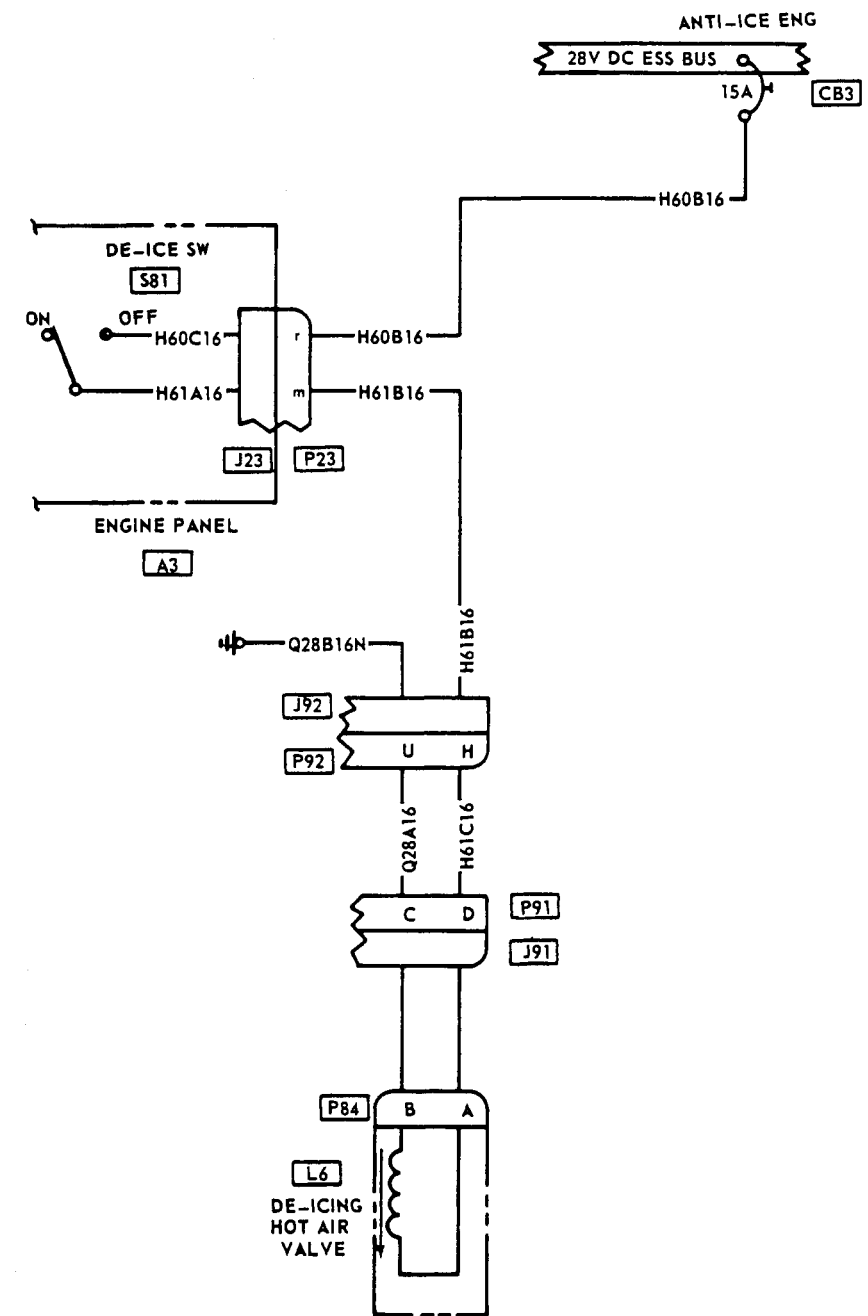 ANTI-ICE ENG
28V DC ESS BUS
15A
CB3
H60B16
DE-ICE SW
S81
ON
OFF
H60C16
r
H60B16
H61A16
m
H61B16
J23
P23
ENGINE PANEL
A3
H61B16
Q28B16N
J92
P92
U
H
Q28A16
H61C16
C
D
P91
J91
P84
B
A
L6
DE-ICING
HOT AIR
VALVE